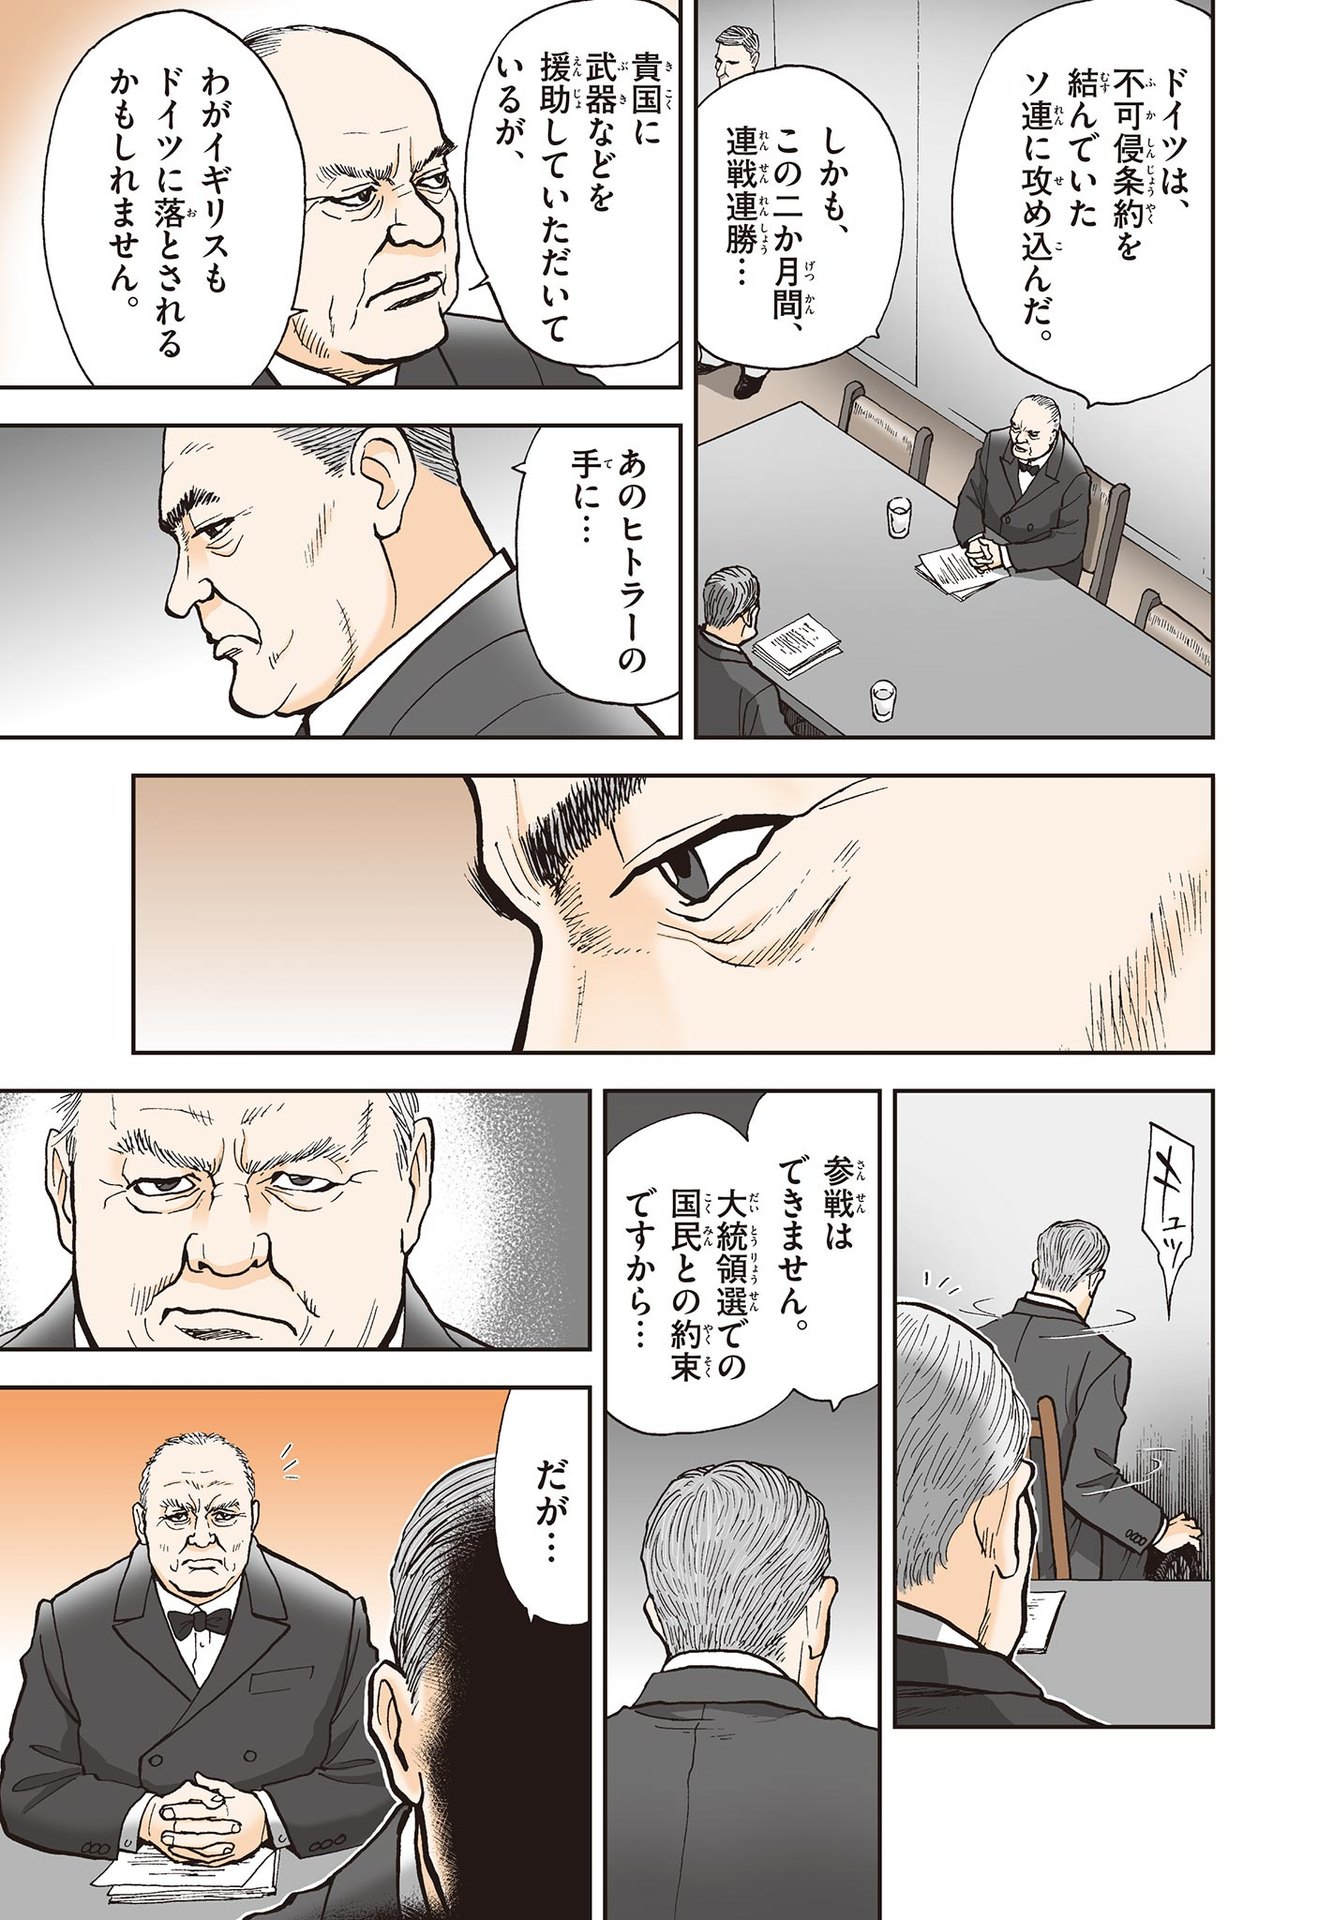 ドイツは、
不可侵条約を
結んでいた
ソ連に攻め込んだ。
しかも、
この二か月間、
連戦連勝…
貴国に
武器などを
援助していただいて
いるが、
わがイギリスも
ドイツに落とされる
かもしれません。
あのヒトラーの
手に…
キュッ
参戦は
できません。
大統領選での
国民との約束
ですから…
だが…